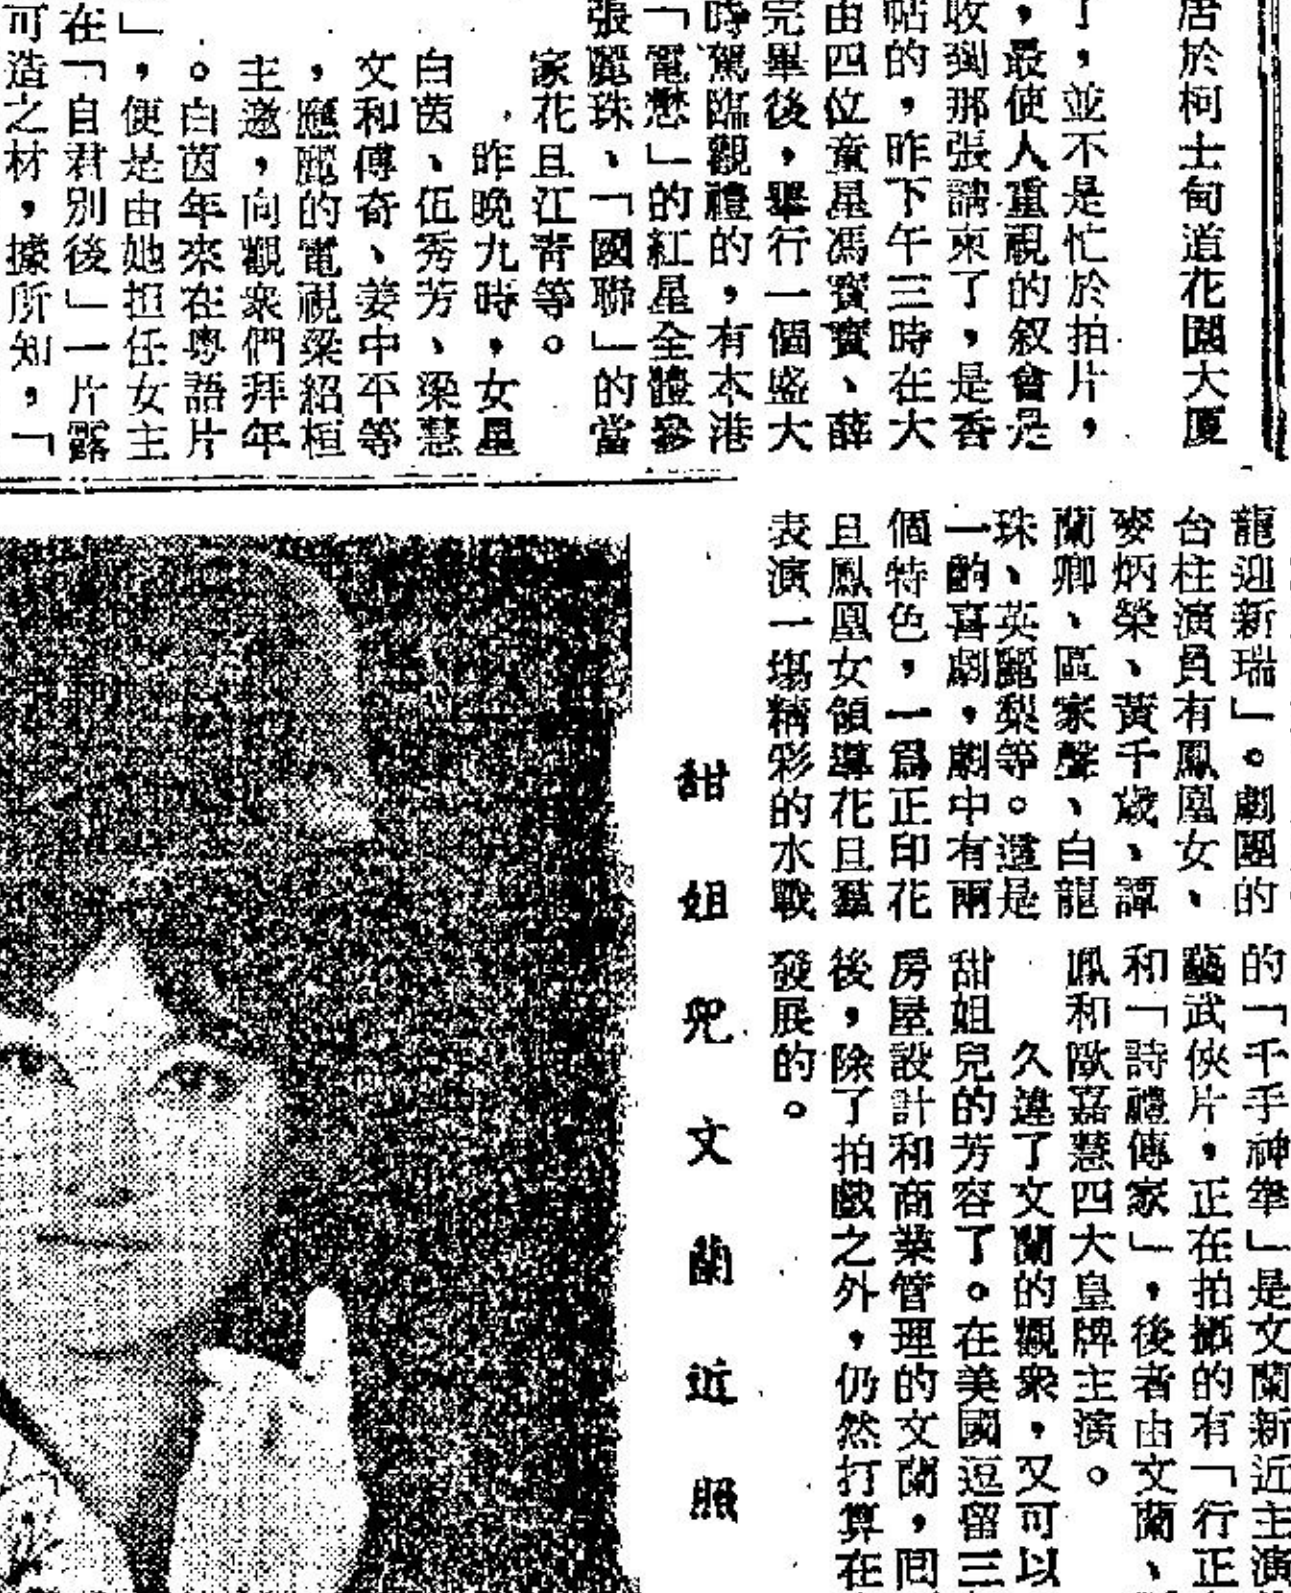 居於柯士甸道花園大厦
了，並不是忙於拍片，
，最使人重視的叙會是
收到那張請柬了，是香
帖的，昨下午三時在大
由四位童星馮寶寶、薛
完畢後，舉行一個盛大
時駕臨觀禮的，有本港
「電懋」的紅星全體參
張麗珠、「國聯」的當
家花且江青等。
昨晚九時，女星
白茵、伍秀芳、梁慧
文和傅奇、姜中平等
，應麗的電視梁紹桓
主邀，向觀衆們拜年
。白茵年來在粵語片
」，便是由她担任女主
在「自君別後」一片露
可造之材，據所知，「
龍迎新瑞」。劇團的
台柱演員有鳳凰女、
麥炳榮、黃千歳、譚
蘭卿、區家聲、白龍
珠、英麗梨等。這是
一齣喜劇，劇中有兩
個特色，一爲正印花
且鳳凰女領導花且羣
表演一塲精彩的水戰
的「千手神筆」是文蘭新近主演
藝武俠片，正在拍攝的有「行正
和「詩禮傳家」，後者由文蘭、
鳳和歐嘉慧四大皇牌主演。
久違了文蘭的觀衆，又可以
甜姐兒的芳容了。在美國逗留三
房屋設計和商業管理的文蘭，問
後，除了拍戲之外，仍然打算在
發展的。
甜姐兒文蘭近照